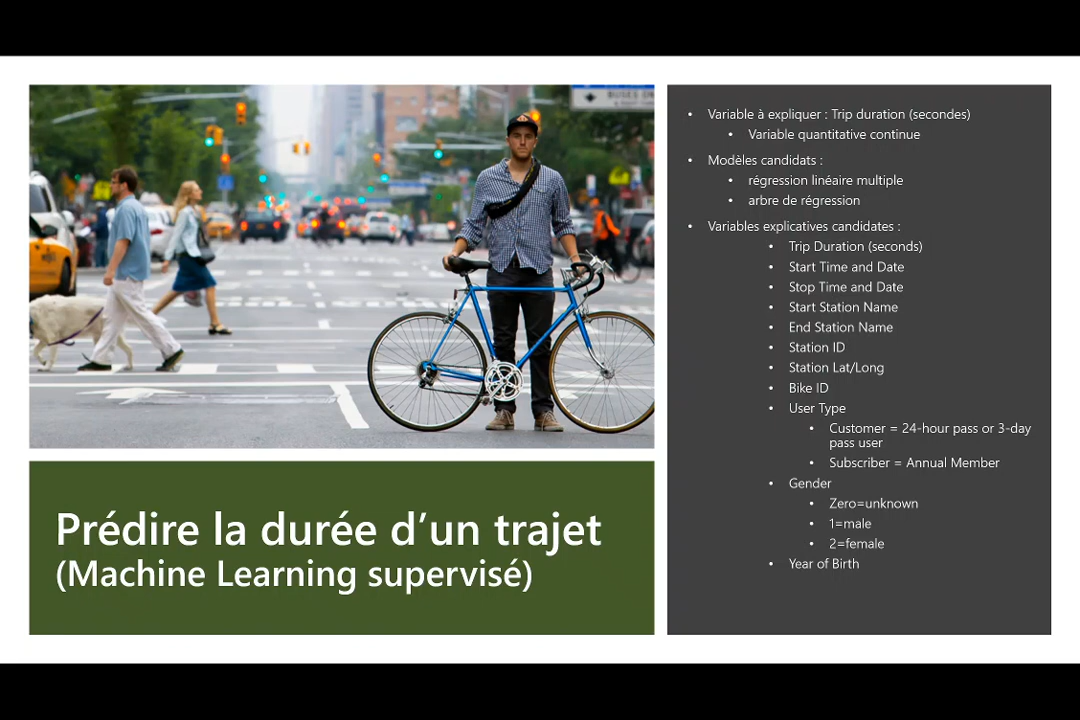 Prédire la durée d’un trajet
(Machine Learning supervisé)
• Variable à expliquer : Trip duration (secondes)
• Variable quantitative continue
• Modèles candidats :
• régression linéaire multiple
• arbre de régression
• Variables explicatives candidates :
• Trip Duration (seconds)
• Start Time and Date
• Stop Time and Date
• Start Station Name
• End Station Name
• Station ID
• Station Lat/Long
• Bike ID
• User Type
• Customer = 24-hour pass or 3-day
pass user
• Subscriber = Annual Member
• Gender
• Zero=unknown
• 1=male
• 2=female
• Year of Birth